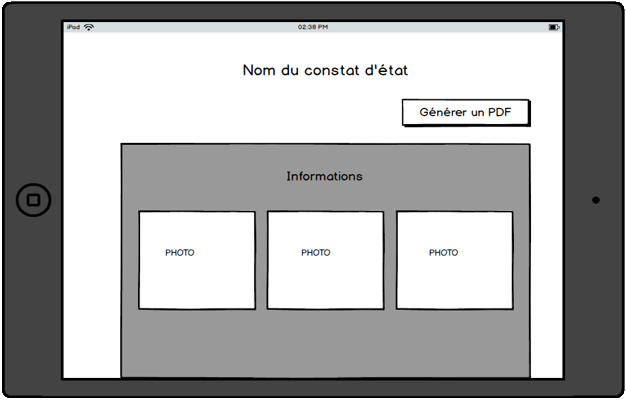 iPad 02:38 PM
Nom du constat d'état
Générer un PDF
Informations
PHOTO PHOTO PHOTO